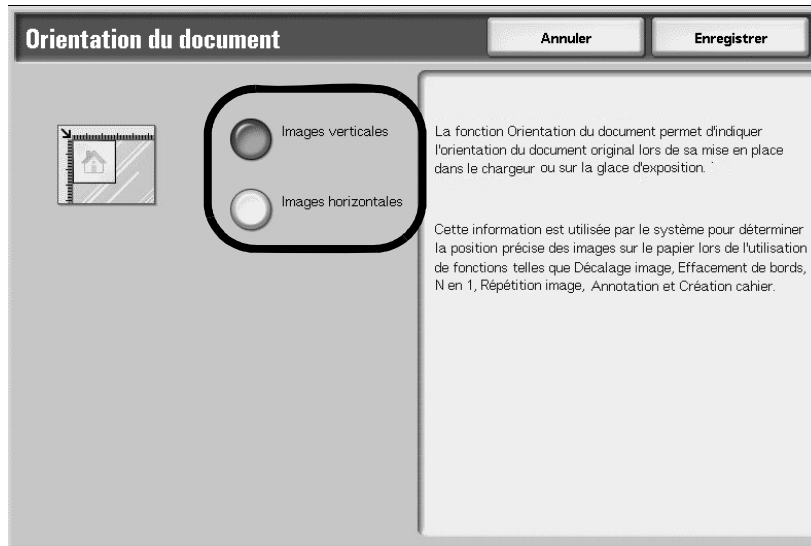 Orientation du document
Annuler
Enregistrer
Images verticales
Images horizontales
La fonction Orientation du document permet d'indiquer
l'orientation du document original lors de sa mise en place
dans le chargeur ou sur la glace d'exposition.
Cette information est utilisée par le système pour déterminer
la position précise des images sur le papier lors de l'utilisation
de fonctions telles que Décalage image, Effacement de bords,
N en 1, Répétition image, Annotation et Création cahier.